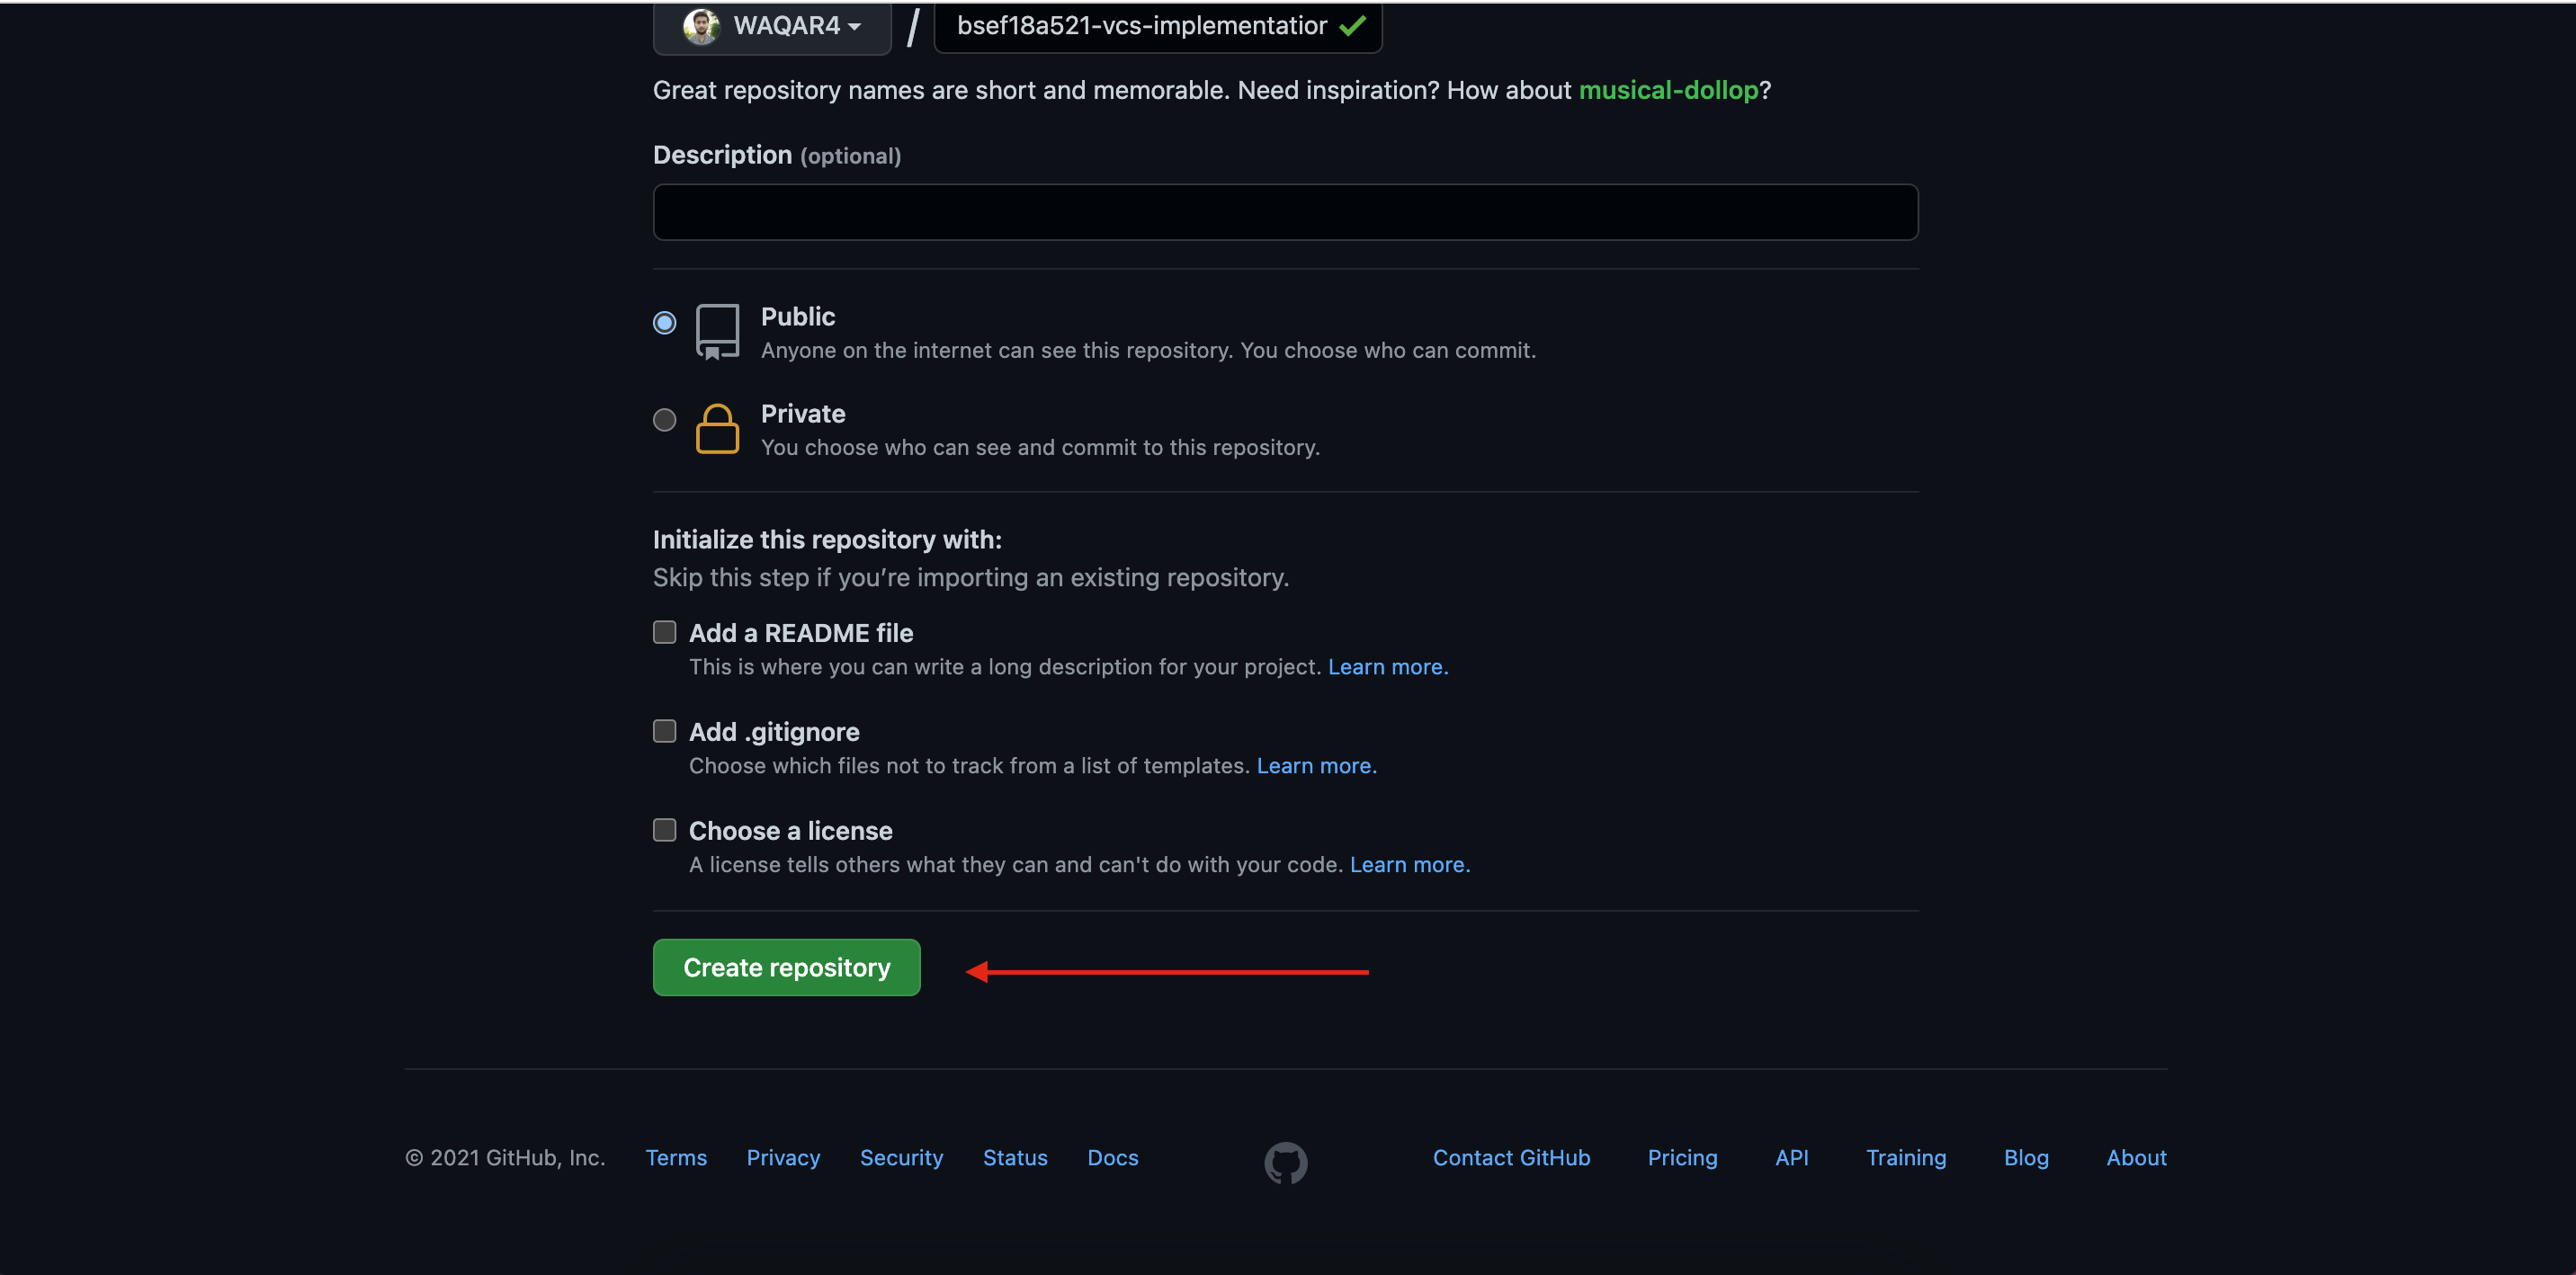 WAQAR4 / bsef18a521-vcs-implementation
Great repository names are short and memorable. Need inspiration? How about musical-dollop?
Description (optional)
Public
Anyone on the internet can see this repository. You choose who can commit.
Private
You choose who can see and commit to this repository.
Initialize this repository with:
Skip this step if you’re importing an existing repository.
Add a README file
This is where you can write a long description for your project. Learn more.
Add .gitignore
Choose which files not to track from a list of templates. Learn more.
Choose a license
A license tells others what they can and can't do with your code. Learn more.
Create repository
© 2021 GitHub, Inc. Terms Privacy Security Status Docs Contact GitHub Pricing API Training Blog About